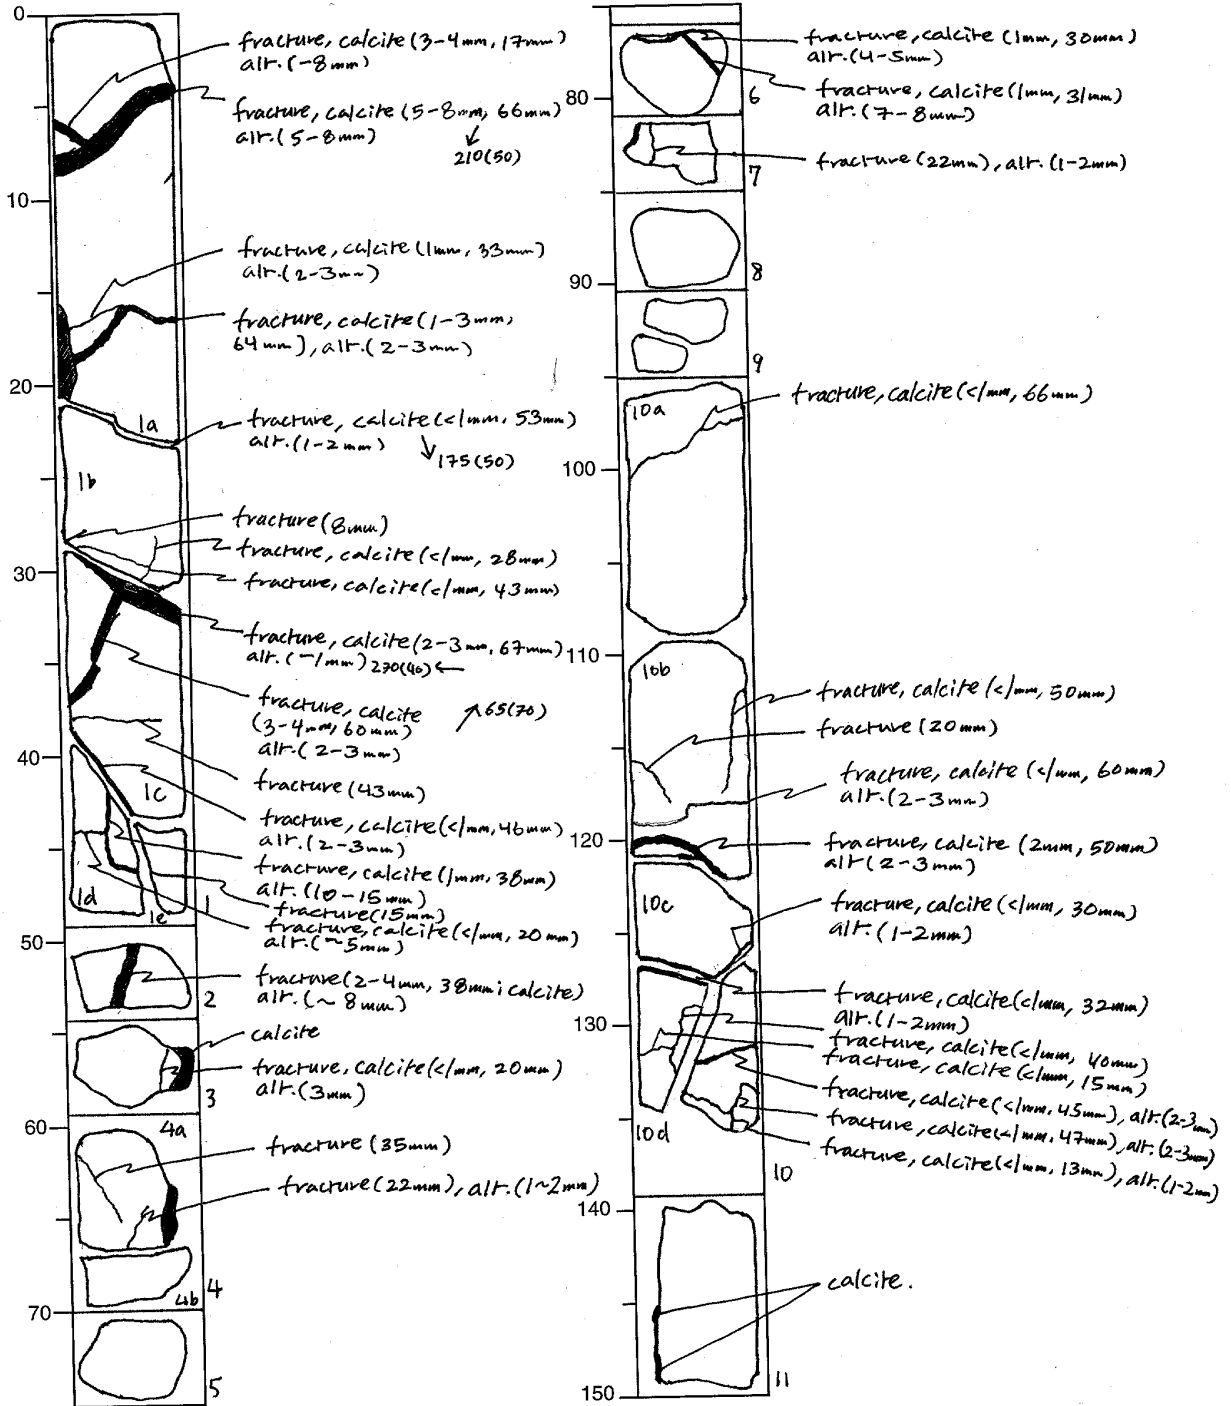 0
fracture, calcite (3-4mm, 17mm)
alt. (~8mm)
fracture, calcite (5-8mm, 66mm)
alt. (5-8mm)
210(50)
10
fracture, calcite (1mm, 33mm)
alt. (2-3mm)
fracture, calcite (1-3mm,
64mm), alt. (2-3mm)
20
1a
fracture, calcite (<1mm, 53mm)
alt. (1-2mm)
175(50)
1b
fracture (8mm)
fracture, calcite (<1mm, 28mm)
30
fracture, calcite (<1mm, 43mm)
fracture, calcite (2-3mm, 67mm)
alt. (~1mm) 270(40)
fracture, calcite
(3-4mm, 60mm)
alt. (2-3mm)
65(70)
40
1c
fracture (43mm)
fracture, calcite (<1mm, 46mm)
alt. (2-3mm)
fracture, calcite (1mm, 38mm)
alt. (10-15mm)
1d
1e
1
fracture (15mm)
fracture, calcite (<1mm, 20mm)
alt. (~5mm)
50
2
fracture (2-4mm, 38mm; calcite)
alt. (~8mm)
calcite
fracture, calcite (<1mm, 20mm)
alt. (3mm)
3
60
4a
fracture (35mm)
fracture (22mm), alt. (1~2mm)
4
4b
70
5
fracture, calcite (1mm, 30mm)
alt. (4-5mm)
80
6
fracture, calcite (1mm, 31mm)
alt. (7-8mm)
fracture (22mm), alt. (1-2mm)
7
8
90
9
10a
fracture, calcite (<1mm, 66mm)
100
110
10b
fracture, calcite (<1mm, 50mm)
fracture (20mm)
fracture, calcite (<1mm, 60mm)
alt. (2-3mm)
120
fracture, calcite (2mm, 50mm)
alt (2-3mm)
10c
fracture, calcite (<1mm, 30mm)
alt. (1-2mm)
130
fracture, calcite (<1mm, 32mm)
alt. (1-2mm)
fracture, calcite (<1mm, 40mm)
fracture, calcite (<1mm, 15mm)
fracture, calcite (<1mm, 45mm), alt. (2-3mm)
fracture, calcite (<1mm, 47mm), alt. (2-3mm)
fracture, calcite (<1mm, 13mm), alt. (1-2mm)
10d
10
140
calcite.
150
11